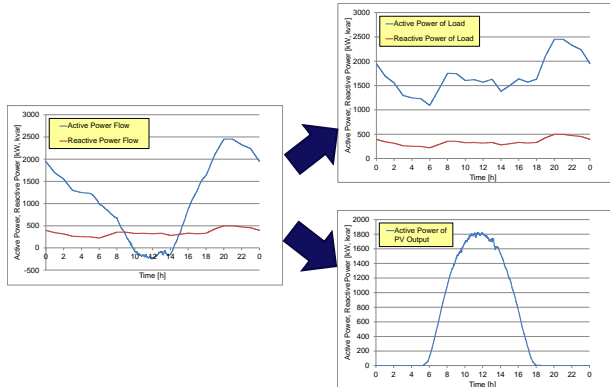 Active Power, Reactive Power [kW, kvar]
3000
2500
2000
1500
1000
500
0
-500
Active Power Flow
Reactive Power Flow
0 2 4 6 8 10 12 14 16 18 20 22 0
Time [h]
Active Power, Reactive Power [kW, kvar]
2500
2000
1500
1000
500
0
Active Power of Load
Reactive Power of Load
0 2 4 6 8 10 12 14 16 18 20 22 0
Time [h]
Active Power, Reactive Power [kW, kvar]
2000
1800
1600
1400
1200
1000
800
600
400
200
0
Active Power of
PV Output
0 2 4 6 8 10 12 14 16 18 20 22 0
Time [h]